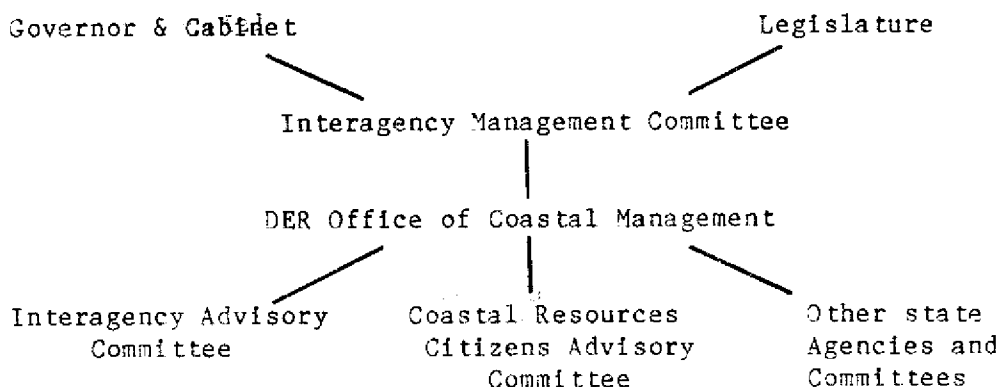 Governor & Cabinet
Legislature
Interagency Management Committee
DER Office of Coastal Management
Interagency Advisory
Committee
Coastal Resources
Citizens Advisory
Committee
Other state
Agencies and
Committees